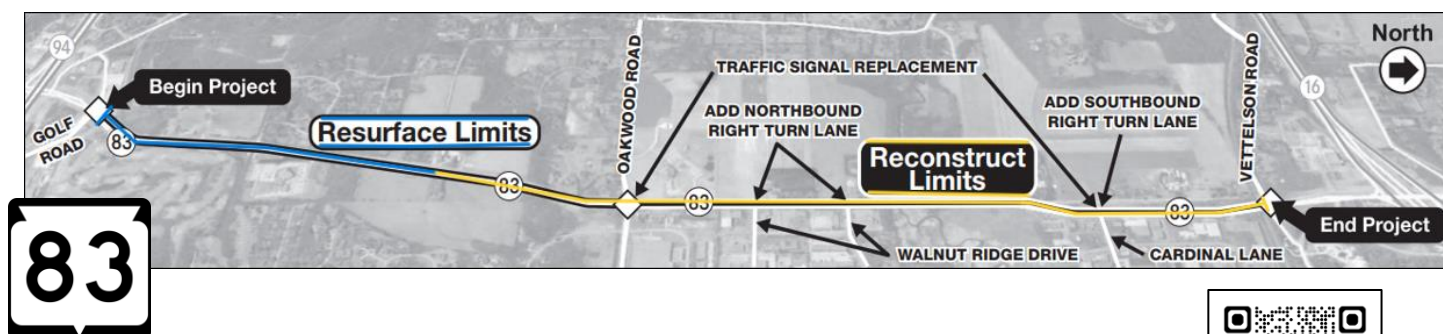 94
Begin Project
GOLF
ROAD
83
Resurface Limits
83
OAKWOOD ROAD
83
TRAFFIC SIGNAL REPLACEMENT
ADD NORTHBOUND
RIGHT TURN LANE
Reconstruct
Limits
WALNUT RIDGE DRIVE
ADD SOUTHBOUND
RIGHT TURN LANE
83
CARDINAL LANE
VETTELSON ROAD
16
North
End Project
83